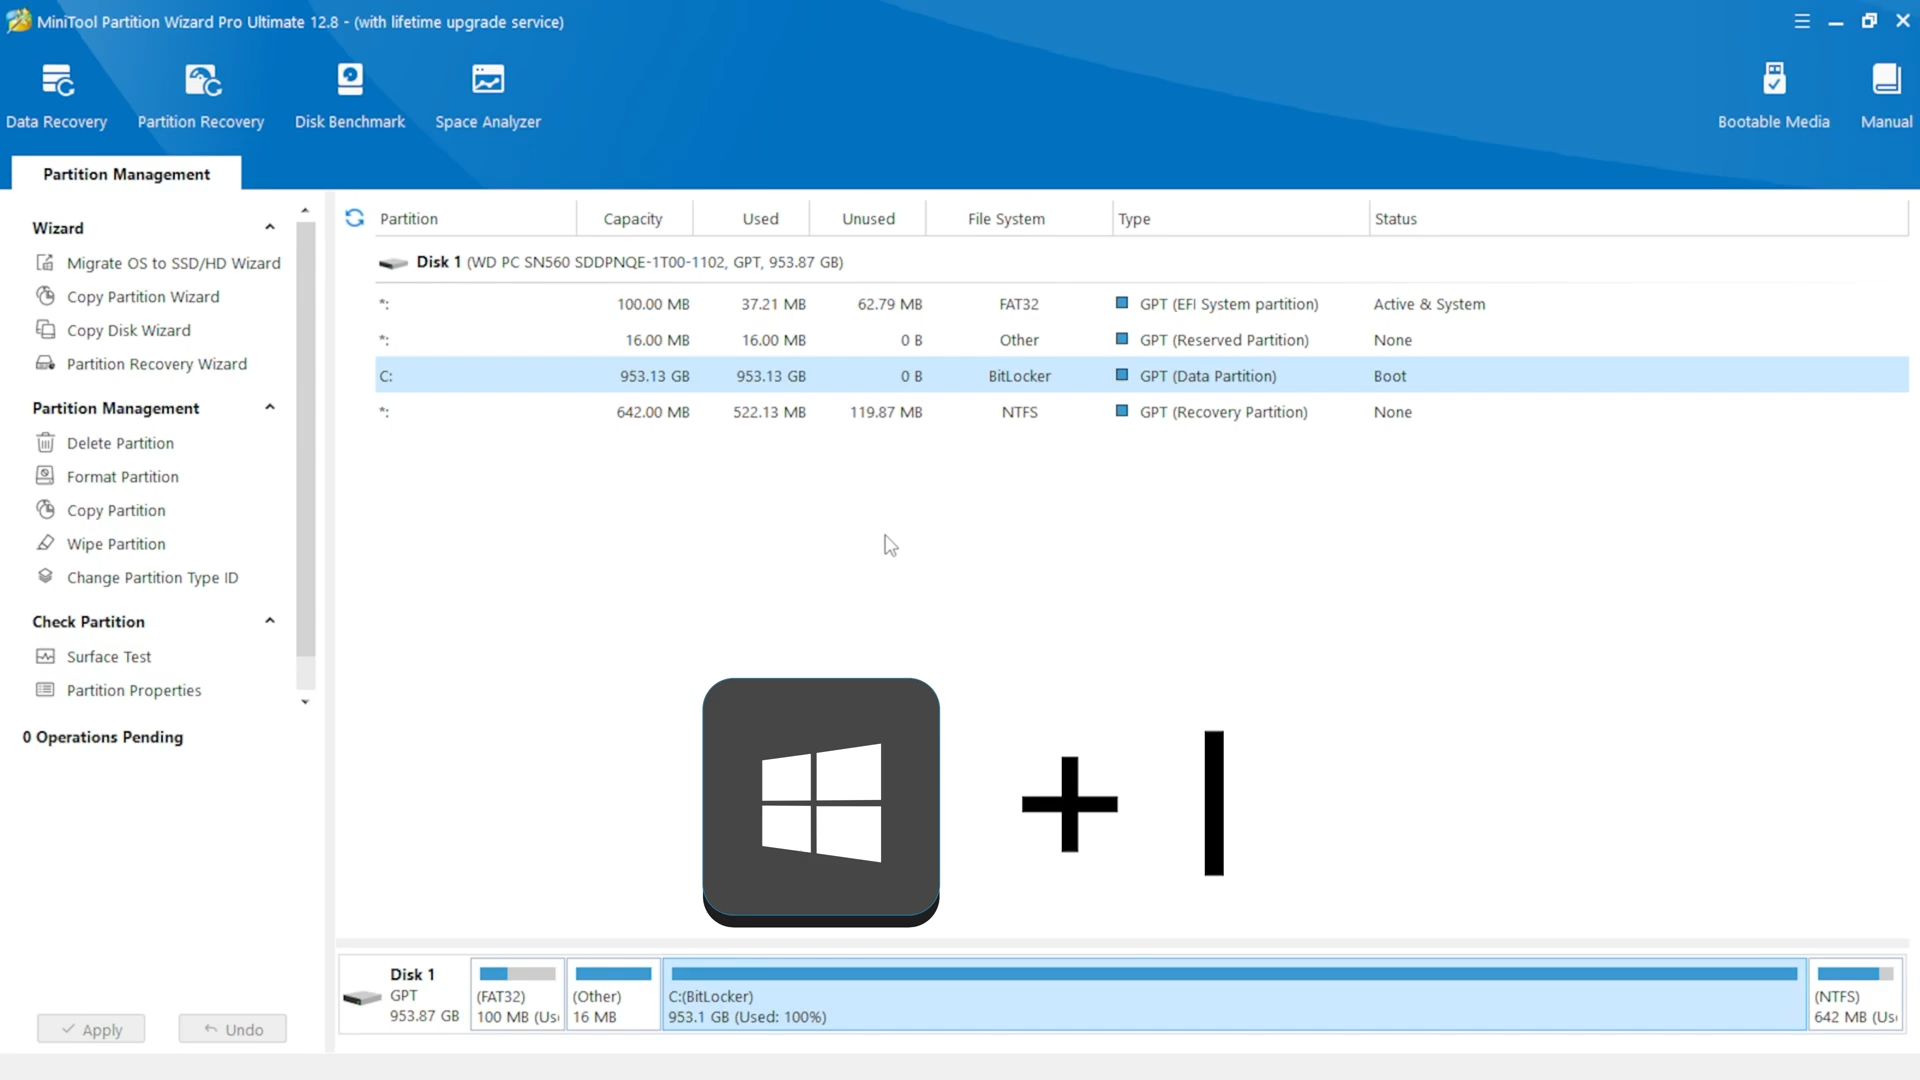 MiniTool Partition Wizard Pro Ultimate 12.8 - (with lifetime upgrade service)
Data Recovery
Partition Recovery
Disk Benchmark
Space Analyzer
Bootable Media
Manual
Partition Management
Wizard
Migrate OS to SSD/HD Wizard
Copy Partition Wizard
Copy Disk Wizard
Partition Recovery Wizard
Partition Management
Delete Partition
Format Partition
Copy Partition
Wipe Partition
Change Partition Type ID
Check Partition
Surface Test
Partition Properties
0 Operations Pending
Apply
Undo
Partition Capacity Used Unused File System Type Status
Disk 1 (WD PC SN560 SDDPNQE-1T00-1102, GPT, 953.87 GB)
*: 100.00 MB 37.21 MB 62.79 MB FAT32 GPT (EFI System partition) Active & System
*: 16.00 MB 16.00 MB 0 B Other GPT (Reserved Partition) None
C: 953.13 GB 953.13 GB 0 B BitLocker GPT (Data Partition) Boot
*: 642.00 MB 522.13 MB 119.87 MB NTFS GPT (Recovery Partition) None
+ I
Disk 1
GPT
953.87 GB
(FAT32)
100 MB (Us
(Other)
16 MB
C:(BitLocker)
953.1 GB (Used: 100%)
(NTFS)
642 MB (Us